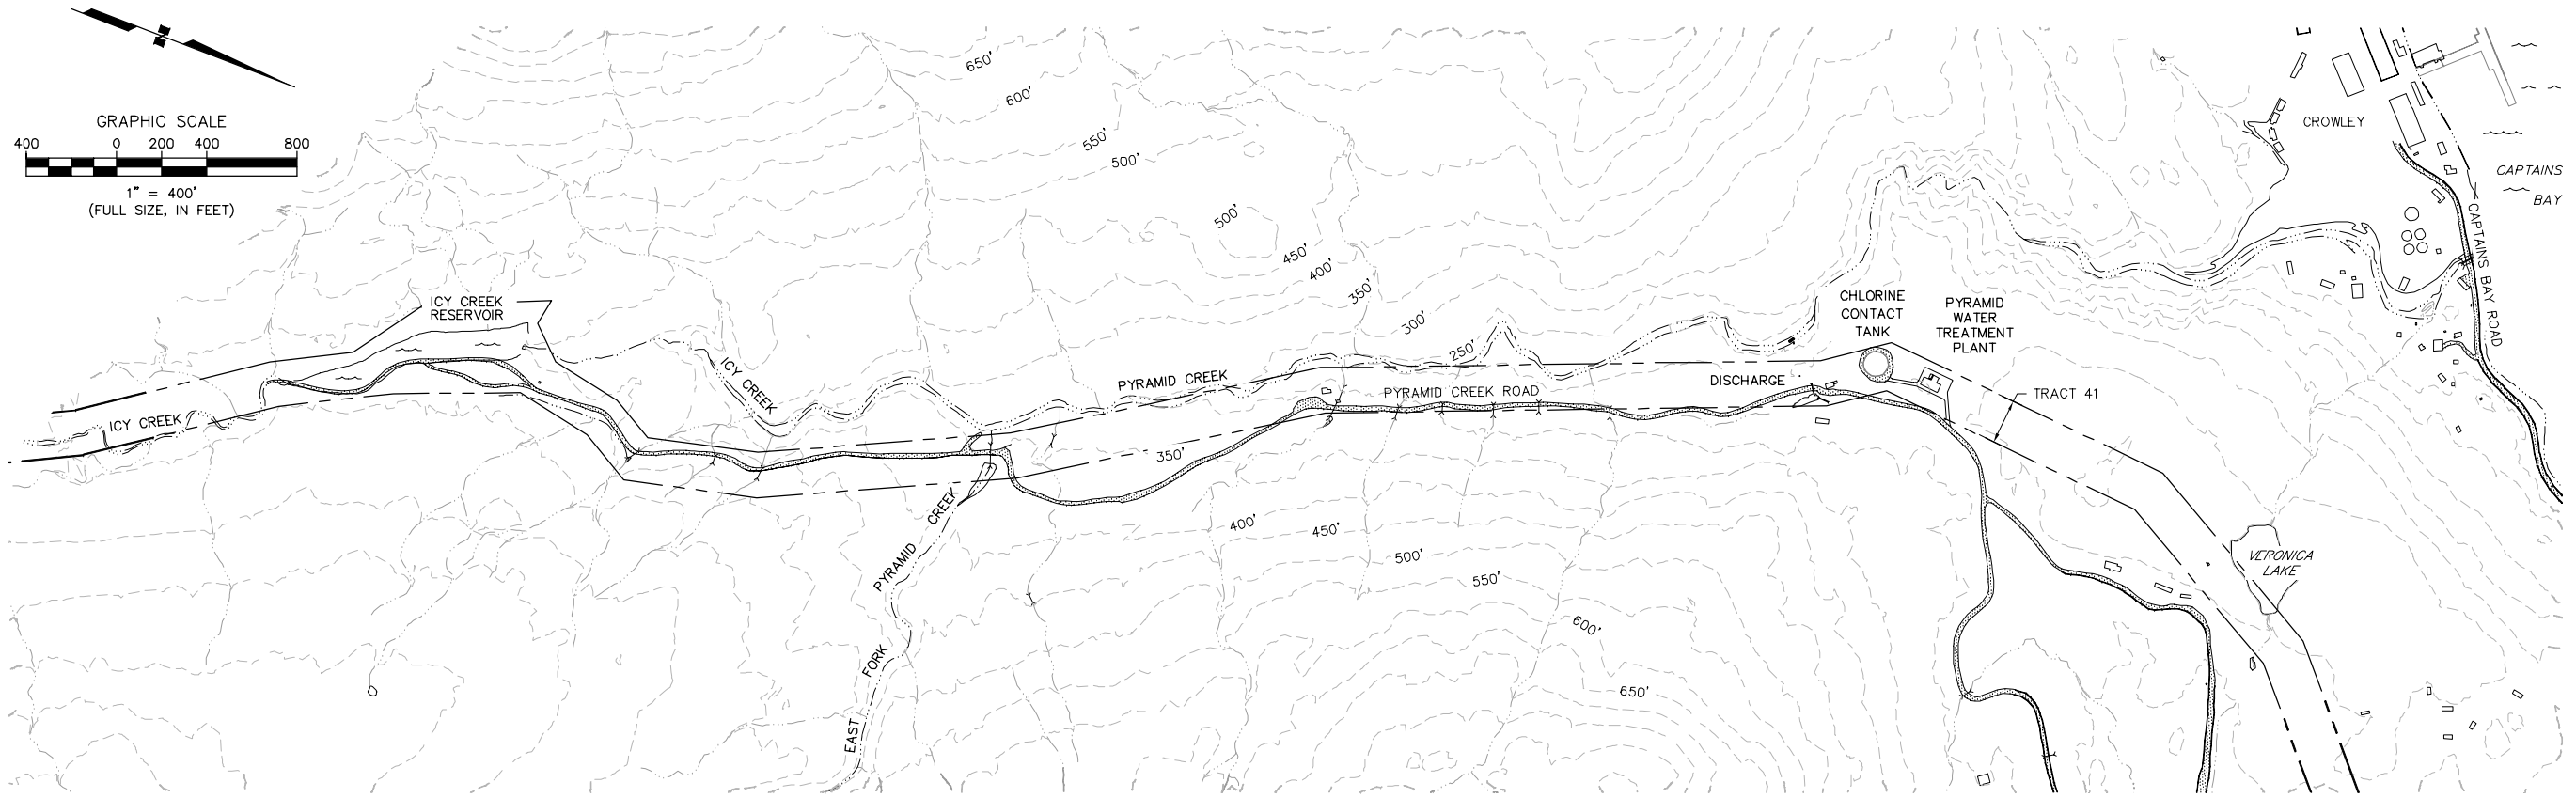 GRAPHIC SCALE
400 0 200 400 800
1" = 400'
(FULL SIZE, IN FEET)
650'
600'
550'
500'
500'
450'
400'
350'
300'
250'
CROWLEY
CAPTAINS
BAY
CAPTAINS BAY ROAD
ICY CREEK
RESERVOIR
ICY CREEK
ICY CREEK
PYRAMID CREEK
PYRAMID CREEK ROAD
DISCHARGE
CHLORINE
CONTACT
TANK
PYRAMID
WATER
TREATMENT
PLANT
TRACT 41
350'
EAST FORK PYRAMID CREEK
400'
450'
500'
550'
600'
650'
VERONICA
LAKE